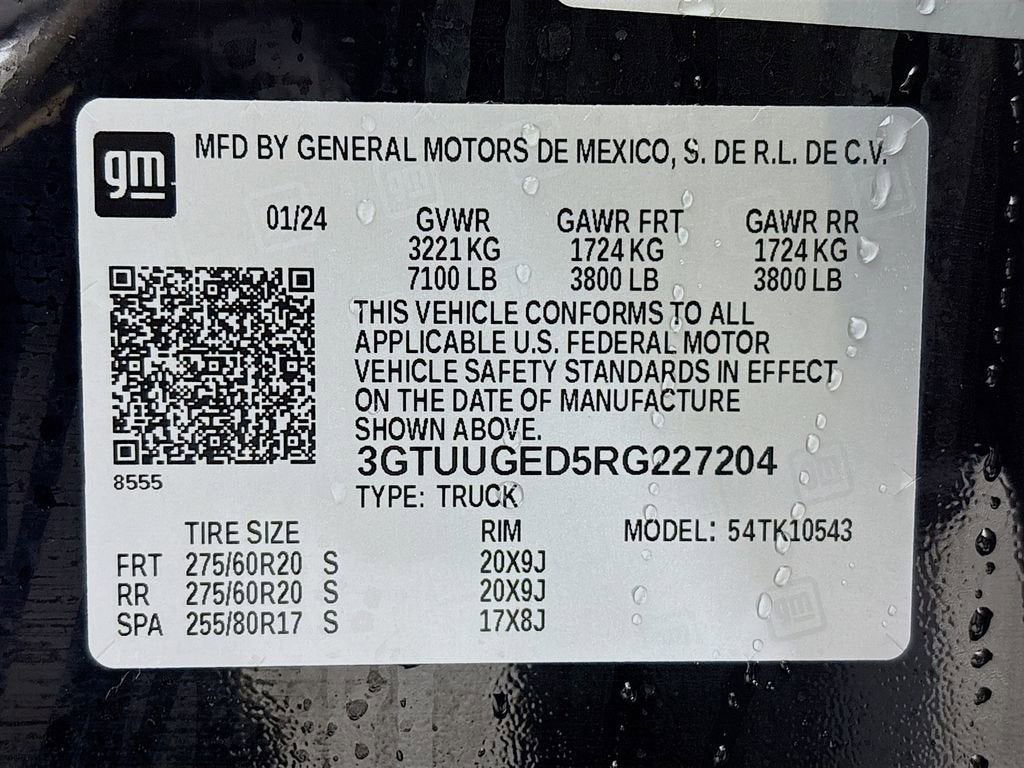 gm
MFD BY GENERAL MOTORS DE MEXICO, S. DE R.L. DE C.V.
01/24 GVWR GAWR FRT GAWR RR
3221 KG 1724 KG 1724 KG
7100 LB 3800 LB 3800 LB
THIS VEHICLE CONFORMS TO ALL
APPLICABLE U.S. FEDERAL MOTOR
VEHICLE SAFETY STANDARDS IN EFFECT
ON THE DATE OF MANUFACTURE
SHOWN ABOVE.
3GTUUGED5RG227204
8555
TYPE: TRUCK
TIRE SIZE RIM MODEL: 54TK10543
FRT 275/60R20 S 20X9J
RR 275/60R20 S 20X9J
SPA 255/80R17 S 17X8J